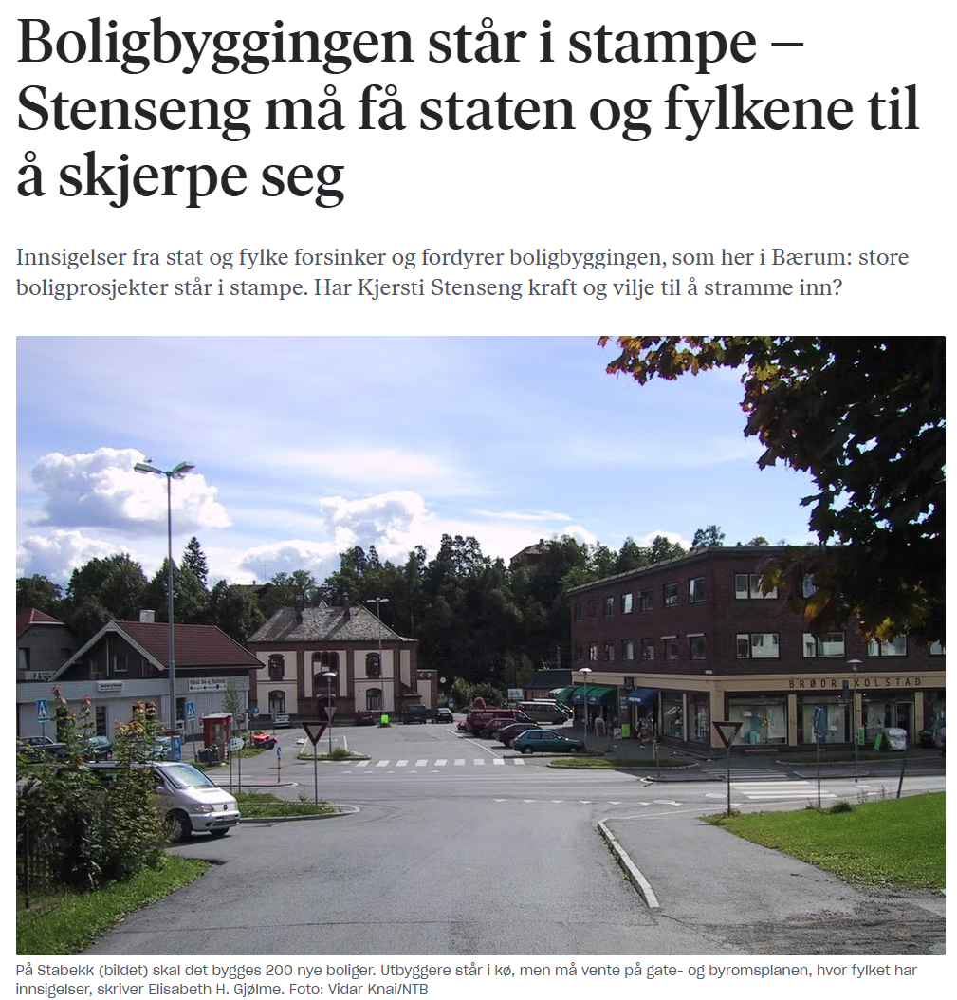 Boligbyggingen står i stampe –
Stenseng må få staten og fylkene til
å skjerpe seg
Innsigelser fra stat og fylke forsinker og fordyrer boligbyggingen, som her i Bærum: store
boligprosjekter står i stampe. Har Kjersti Stenseng kraft og vilje til å stramme inn?
BRØDR. KOLSTAD
På Stabekk (bildet) skal det bygges 200 nye boliger. Utbyggere står i kø, men må vente på gate- og byromsplanen, hvor fylket har
innsigelser, skriver Elisabeth H. Gjølme. Foto: Vidar Knai/NTB